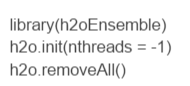 library(h2oEnsemble)
h2o.init(nthreads = -1)
h2o.removeAll()